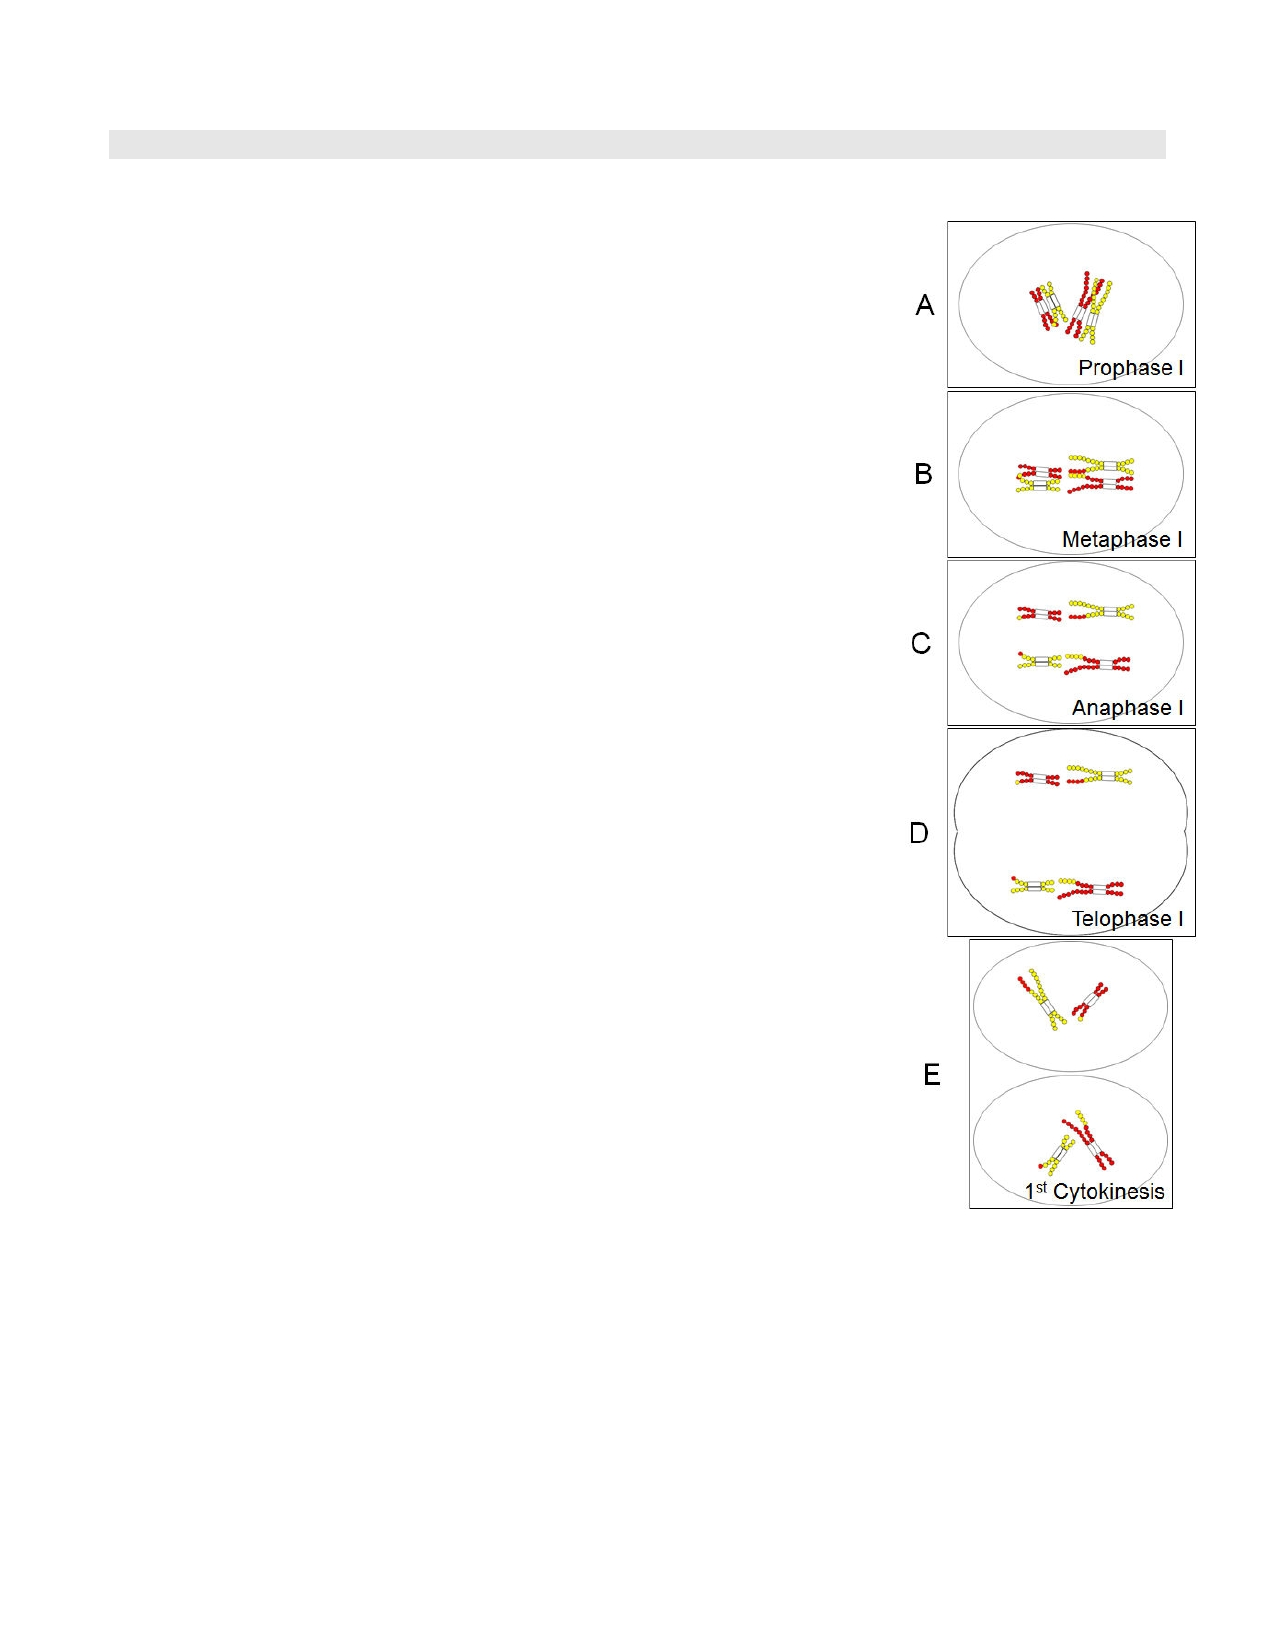 A
Prophase I
B
Metaphase I
C
Anaphase I
D
Telophase I
E
1st Cytokinesis